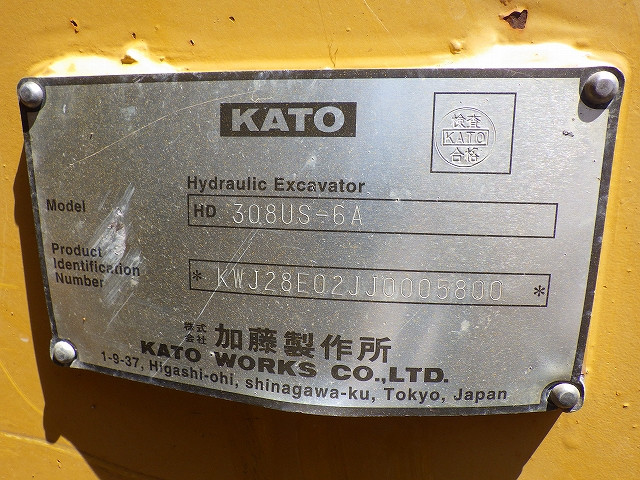 KATO
検査
KATO
合格
Hydraulic Excavator
Model HD 308US-6A
Product
Identification
Number
* KWJ28E02JJ0005800 *
株式会社 加藤製作所
KATO WORKS CO.,LTD.
1-9-37, Higashi-ohi, shinagawa-ku, Tokyo, Japan